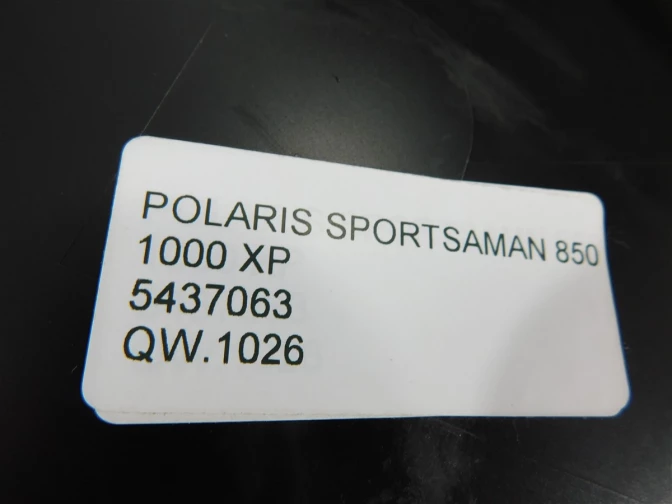 POLARIS SPORTSAMAN 850
1000 XP
5437063
QW.1026